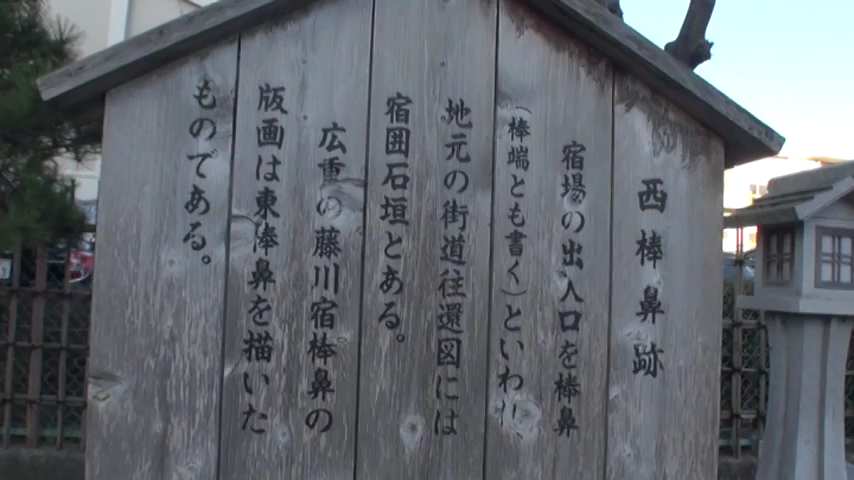 西棒鼻跡
宿場の出入口を棒鼻
（棒端とも書く）といわれ、
地元の街道往還図には
宿囲石垣とある。
広重の藤川宿棒鼻の
版画は東棒鼻を描いた
ものである。